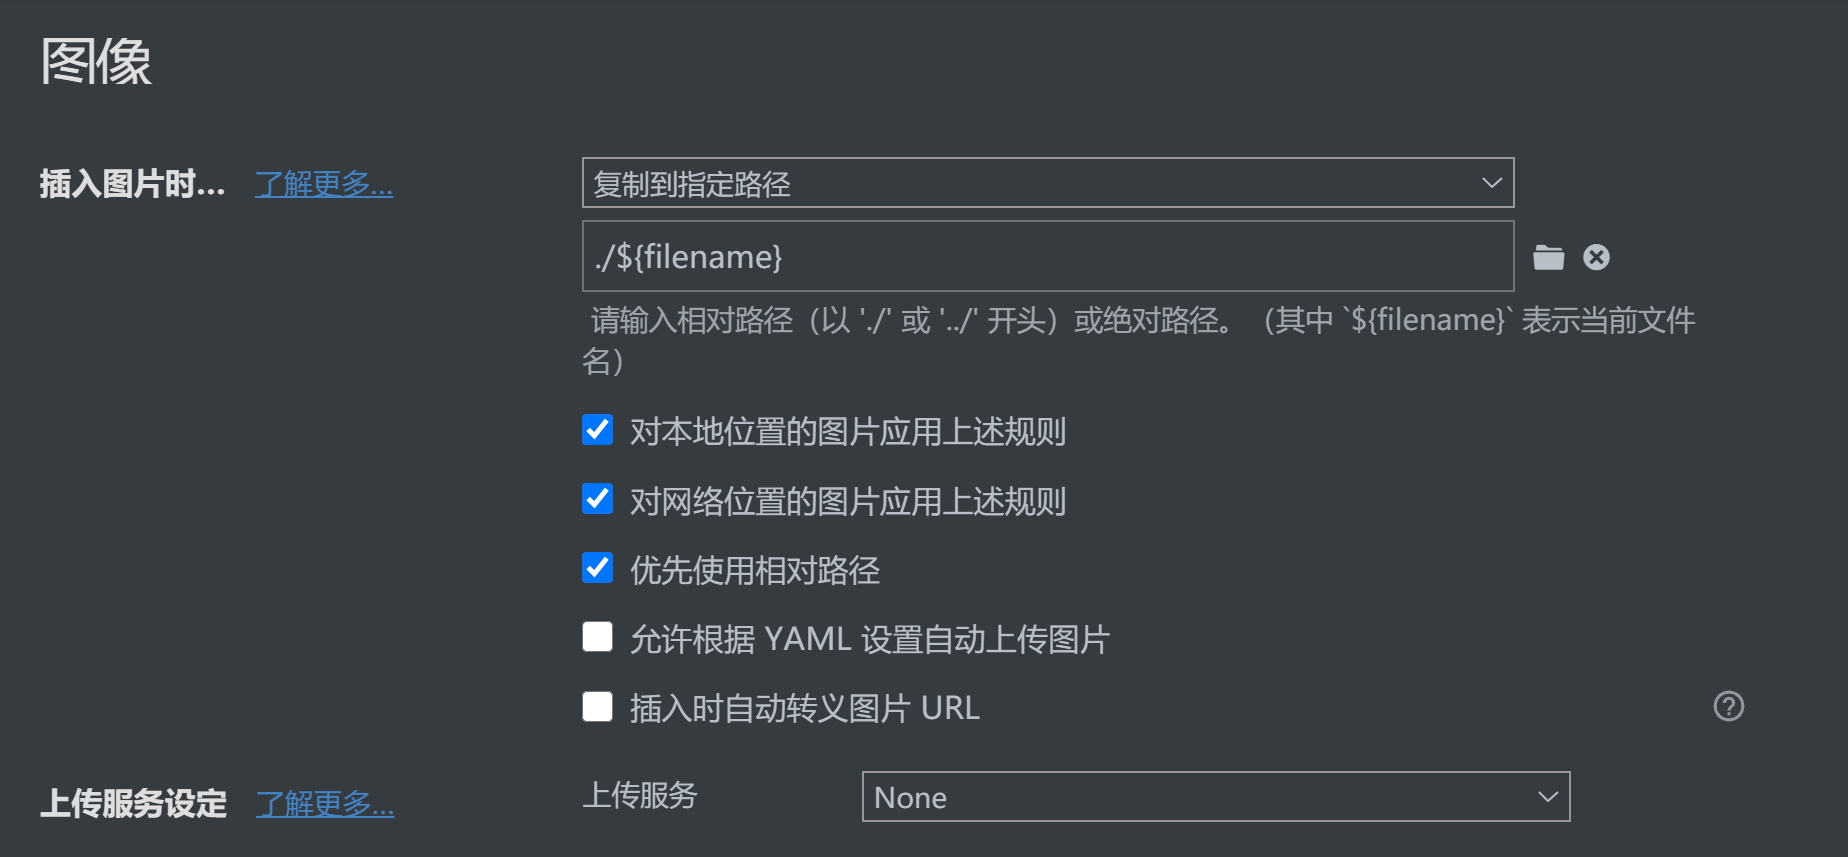 图像
插入图片时... 了解更多... 复制到指定路径
./${filename}
请输入相对路径（以 './' 或 '../' 开头）或绝对路径。（其中 `${filename}` 表示当前文件
名）
对本地位置的图片应用上述规则
对网络位置的图片应用上述规则
优先使用相对路径
允许根据 YAML 设置自动上传图片
插入时自动转义图片 URL
上传服务设定 了解更多... 上传服务 None